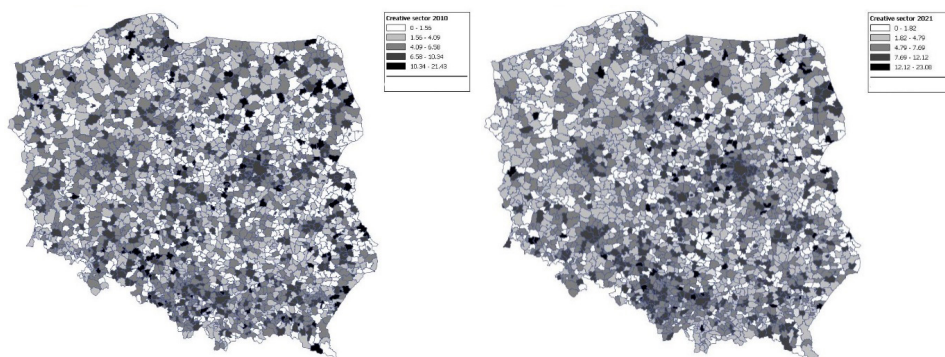 Creative sector 2010
0 - 1.56
1.56 - 4.09
4.09 - 6.58
6.58 - 10.34
10.34 - 21.43
Creative sector 2021
0 - 1.82
1.82 - 4.79
4.79 - 7.69
7.69 - 12.12
12.12 - 23.08